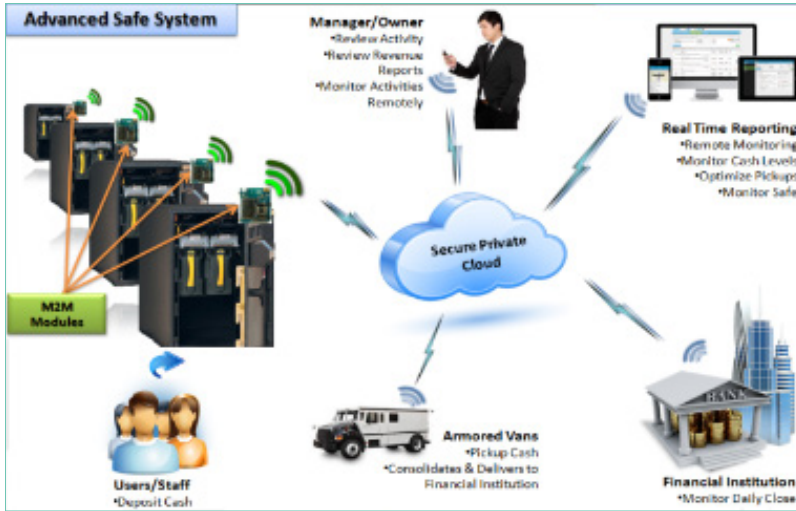 Advanced Safe System
Manager/Owner
•Review Activity
•Review Revenue
Reports
•Monitor Activities
Remotely
Real Time Reporting
•Remote Monitoring
•Monitor Cash Levels
•Optimize Pickups
•Monitor Safe
Secure Private
Cloud
M2M
Modules
Users/Staff
•Deposit Cash
Armored Vans
•Pickup Cash
•Consolidates & Delivers to
Financial Institution
BANK
Financial Institution
•Monitor Daily Close